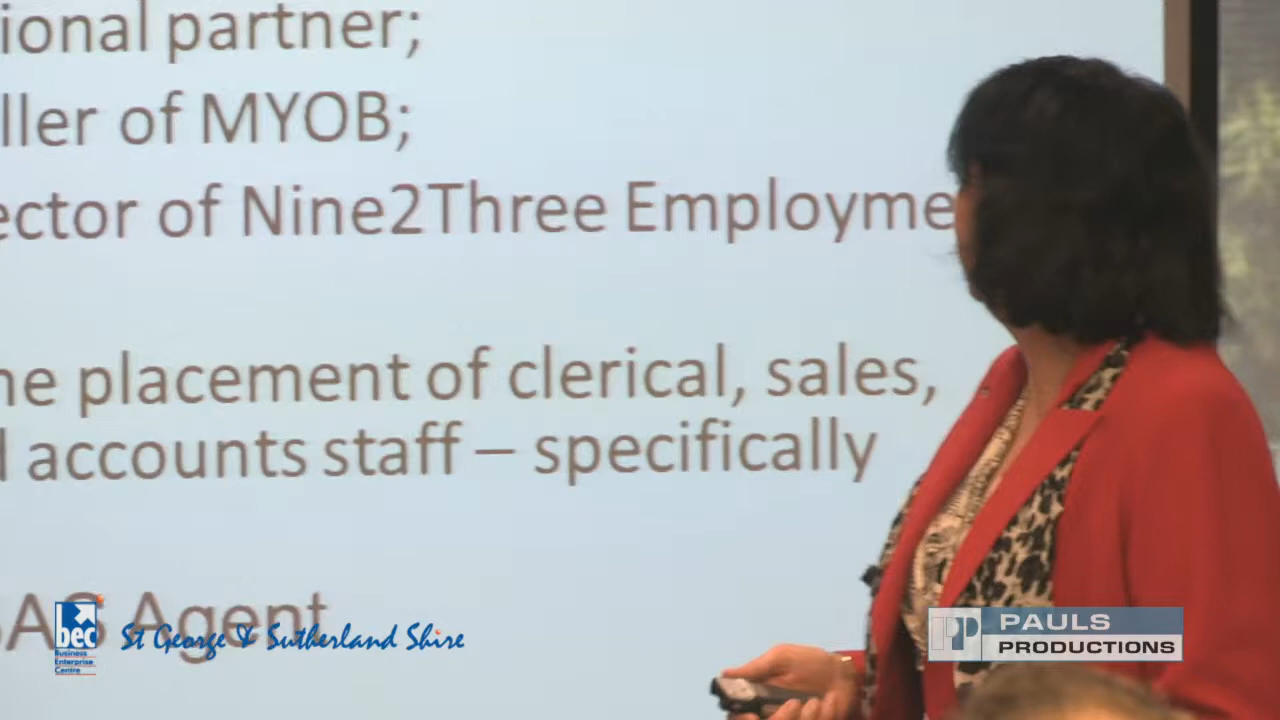 ional partner;
ller of MYOB;
ector of Nine2Three Employme
ne placement of clerical, sales,
d accounts staff – specifically
AS Agent
bec
Business
Enterprise
Centre
St George & Sutherland Shire
PP
PAULS
PRODUCTIONS